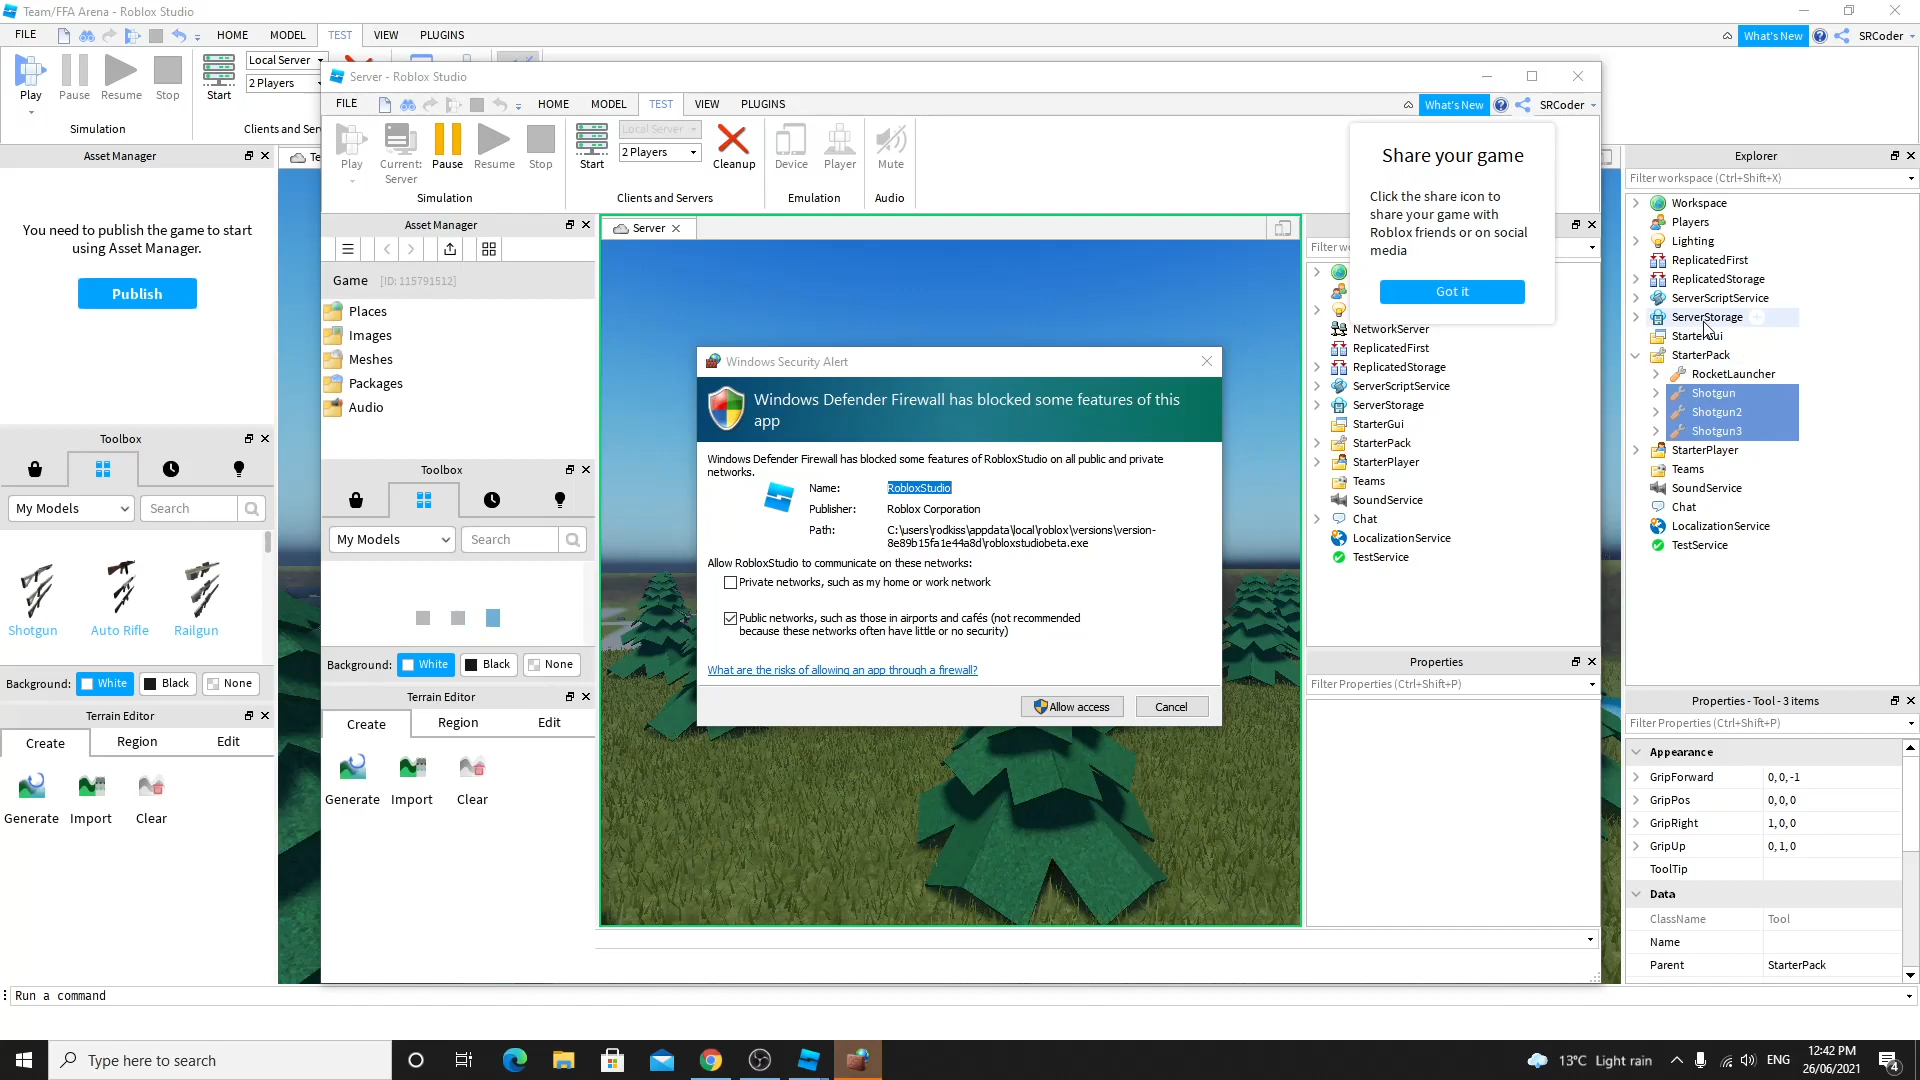 Team/FFA Arena - Roblox Studio
FILE
HOME
MODEL
TEST
VIEW
PLUGINS
What's New
SRCoder
Play
Pause
Resume
Stop
Start
Local Server
2 Players
Simulation
Clients and Ser
Asset Manager
You need to publish the game to start
using Asset Manager.
Publish
Toolbox
My Models
Search
Shotgun
Auto Rifle
Railgun
Background:
White
Black
None
Terrain Editor
Create
Region
Edit
Generate
Import
Clear
Run a command
Server - Roblox Studio
FILE
HOME
MODEL
TEST
VIEW
PLUGINS
What's New
SRCoder
Play
Current:
Server
Pause
Resume
Stop
Start
Local Server
2 Players
Cleanup
Device
Player
Mute
Simulation
Clients and Servers
Emulation
Audio
Share your game
Click the share icon to
share your game with
Roblox friends or on social
media
Got it
Asset Manager
Game [ID: 115791512]
Places
Images
Meshes
Packages
Audio
Toolbox
My Models
Search
Background:
White
Black
None
Terrain Editor
Create
Region
Edit
Generate
Import
Clear
Server
Windows Security Alert
Windows Defender Firewall has blocked some features of this
app
Windows Defender Firewall has blocked some features of RobloxStudio on all public and private
networks.
Name: RobloxStudio
Publisher: Roblox Corporation
Path: C:\users\rodkiss\appdata\local\roblox\versions\version-
8e89b15fa1e44a8d\robloxstudiobeta.exe
Allow RobloxStudio to communicate on these networks:
Private networks, such as my home or work network
Public networks, such as those in airports and cafés (not recommended
because these networks often have little or no security)
What are the risks of allowing an app through a firewall?
Allow access
Cancel
Filter wo
NetworkServer
ReplicatedFirst
ReplicatedStorage
ServerScriptService
ServerStorage
StarterGui
StarterPack
StarterPlayer
Teams
SoundService
Chat
LocalizationService
TestService
Properties
Filter Properties (Ctrl+Shift+P)
Explorer
Filter workspace (Ctrl+Shift+X)
Workspace
Players
Lighting
ReplicatedFirst
ReplicatedStorage
ServerScriptService
ServerStorage
StarterGui
StarterPack
RocketLauncher
Shotgun
Shotgun2
Shotgun3
StarterPlayer
Teams
SoundService
Chat
LocalizationService
TestService
Properties - Tool - 3 items
Filter Properties (Ctrl+Shift+P)
Appearance
GripForward 0, 0, -1
GripPos 0, 0, 0
GripRight 1, 0, 0
GripUp 0, 1, 0
ToolTip
Data
ClassName Tool
Name
Parent StarterPack
Type here to search
13°C Light rain
ENG
12:42 PM
26/06/2021
4